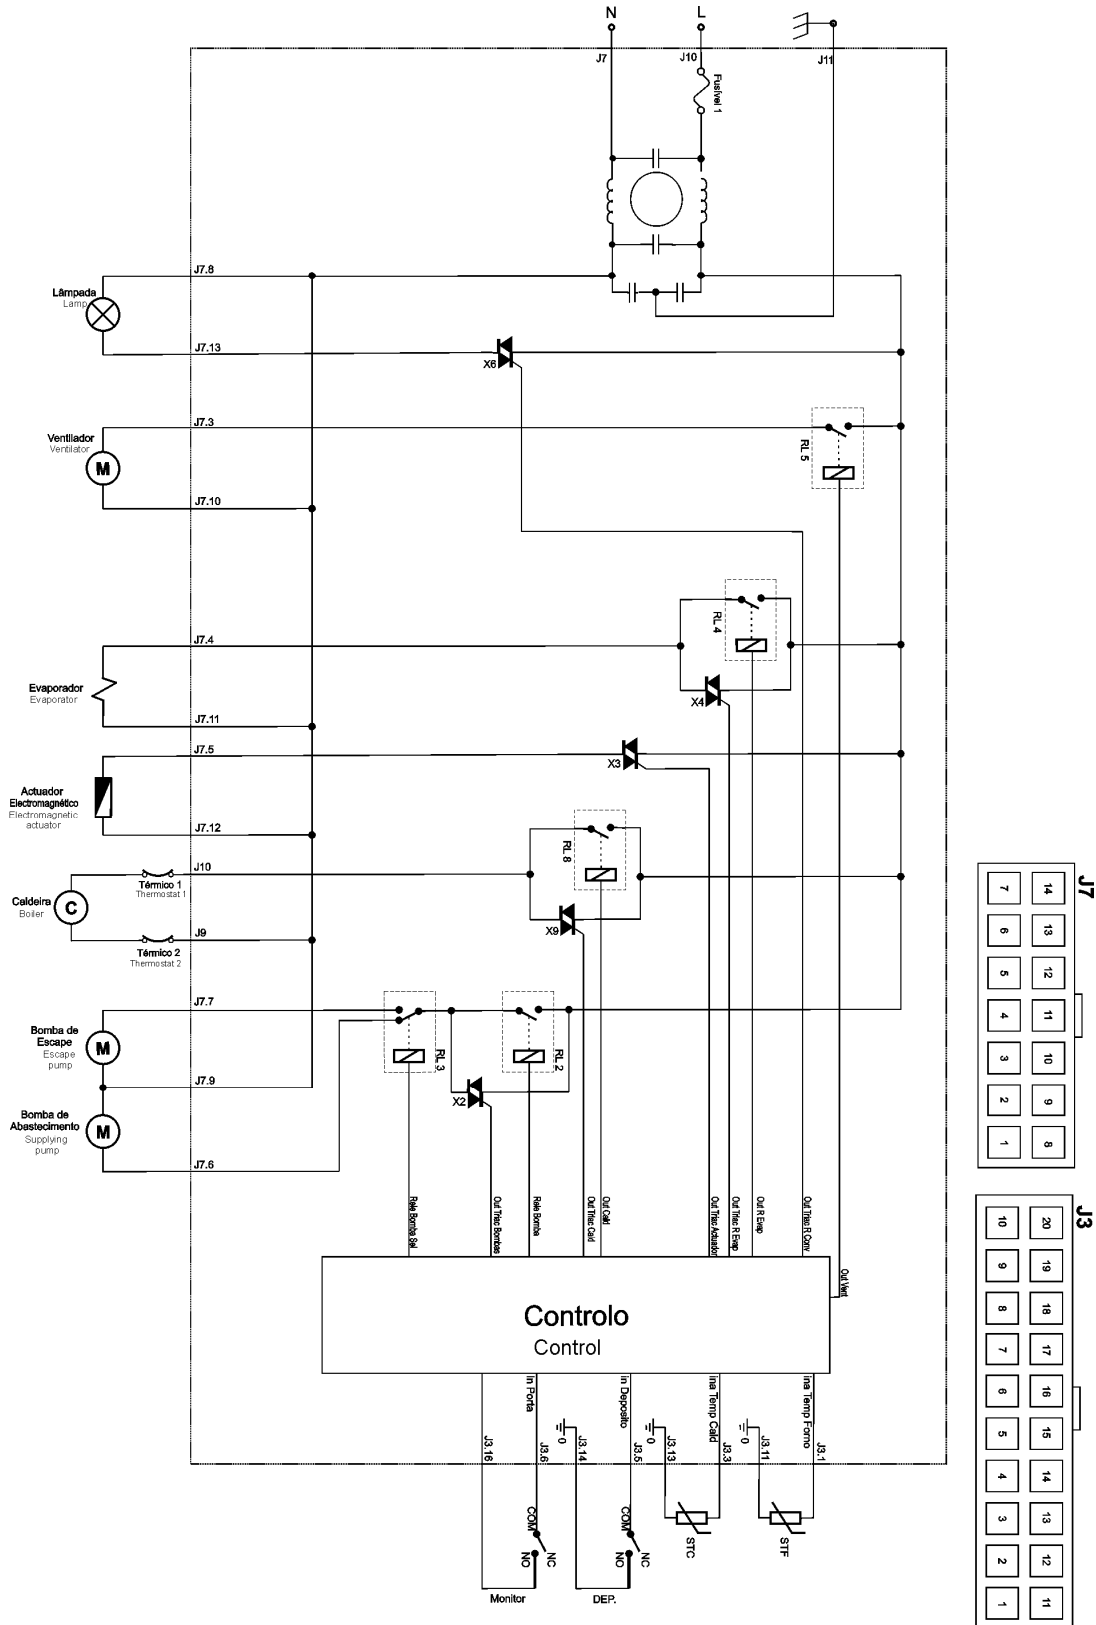 N
L
J7
J10
J11
Fusível 1
J7.8
Lâmpada
Lamp
J7.13
X6
J7.3
Ventilador
Ventilator
M
RL 5
J7.10
RL 4
J7.4
Evaporador
Evaporator
X4
J7.11
J7.5
X3
Actuador
Electromagnético
Electromagnetic
actuator
J7.12
RL 8
J10
Térmico 1
Thermostat 1
Caldeira
Boiler
C
X9
J9
Térmico 2
Thermostat 2
J7.7
Bomba de
Escape
Escape
pump
M
RL 3
RL 2
J7.9
X2
Bomba de
Abastecimento
Supplying
pump
M
J7.6
Rele Bomba Sel
Out Triac Bombas
Rele Bomba
Out Triac Cald
Out Cald
Out Triac Actuador
Out Triac R Evap
Out R Evap
Out Triac R Conv
Out Vent
Controlo
Control
in Porta
in Deposito
ina Temp Cald
ina Temp Forno
0
0
0
J3.16
J3.6
J3.14
J3.5
J3.13
J3.3
J3.11
J3.1
COM
NC
NO
COM
NC
NO
STC
STF
Monitor
DEP.
J7
7 14
6 13
5 12
4 11
3 10
2 9
1 8
J3
10 20
9 19
8 18
7 17
6 16
5 15
4 14
3 13
2 12
1 11